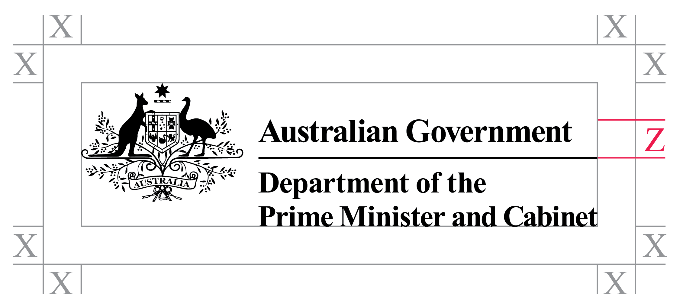 X X
X X
Australian Government
Z
AUSTRALIA
Department of the
Prime Minister and Cabinet
X X
X X